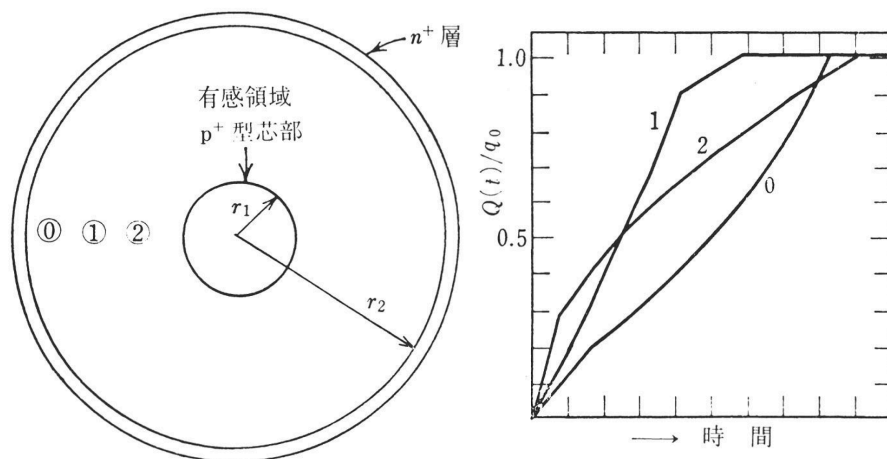 n⁺層
有感領域
p⁺型芯部
r₁
⓪ ① ②
r₂
1.0
0.5
Q(t)/q₀
1
2
0
→ 時 間